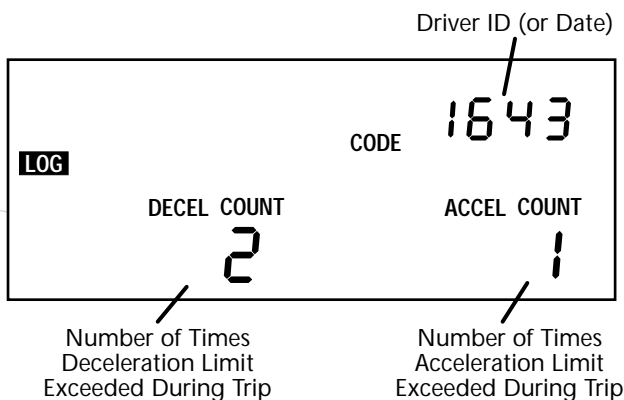 Driver ID (or Date)
1643
CODE
LOG
DECEL COUNT
ACCEL COUNT
2
1
Number of Times
Deceleration Limit
Exceeded During Trip
Number of Times
Acceleration Limit
Exceeded During Trip